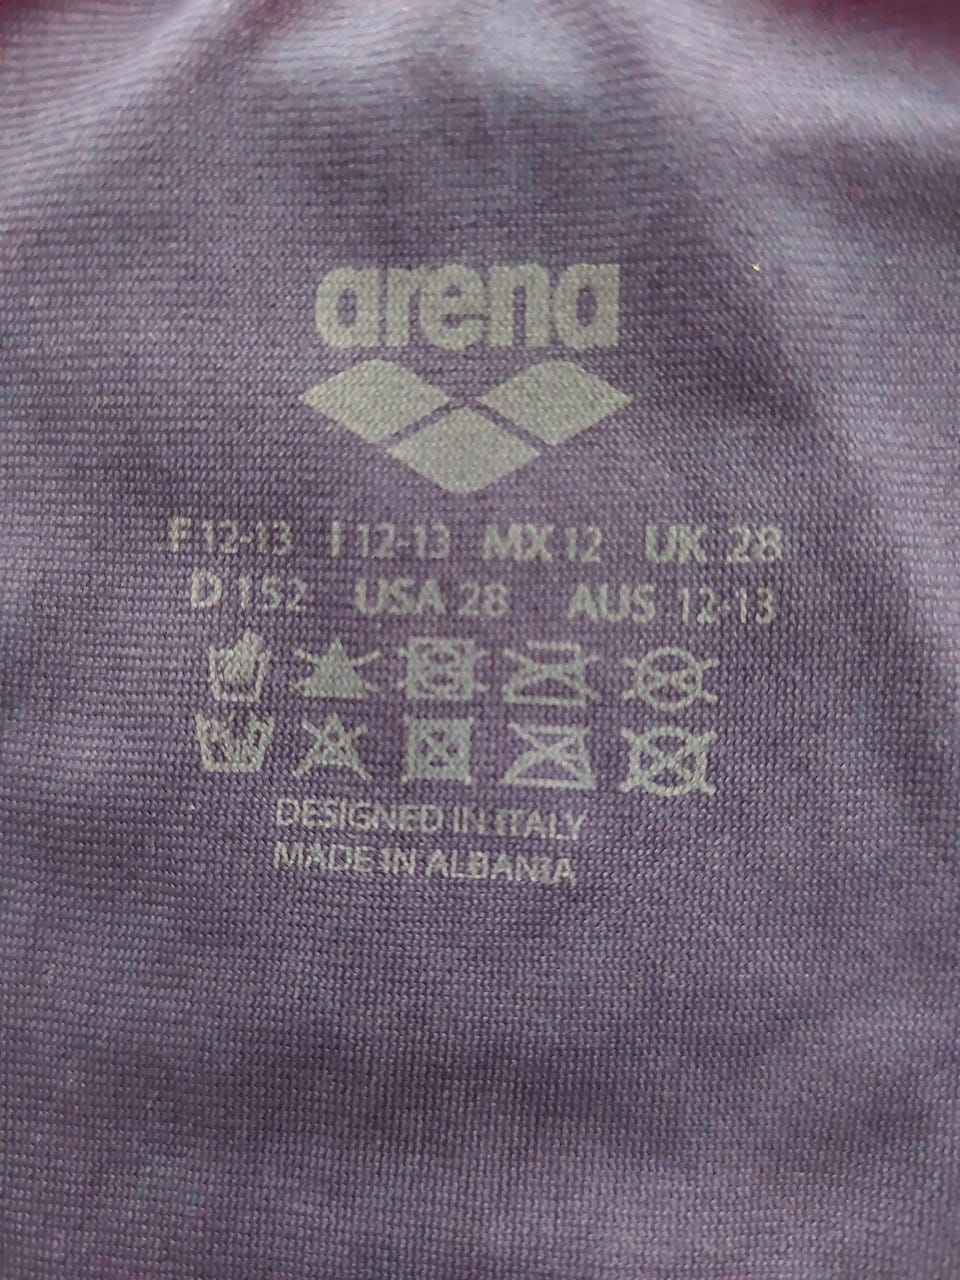 arena
F 12-13 I 12-13 MX 12 UK 28
D 152 USA 28 AUS 12-13
DESIGNED IN ITALY
MADE IN ALBANIA